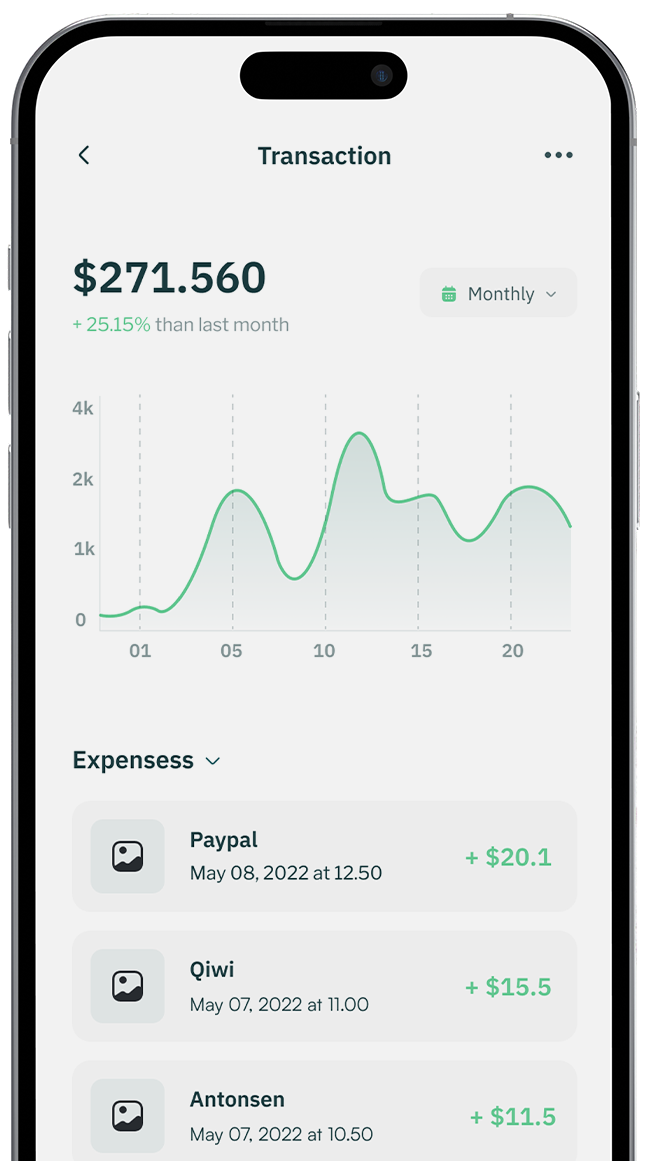 Transaction
$271.560
Monthly
+ 25.15% than last month
4k
2k
1k
0
01 05 10 15 20
Expensess
Paypal
May 08, 2022 at 12.50
+ $20.1
Qiwi
May 07, 2022 at 11.00
+ $15.5
Antonsen
May 07, 2022 at 10.50
+ $11.5